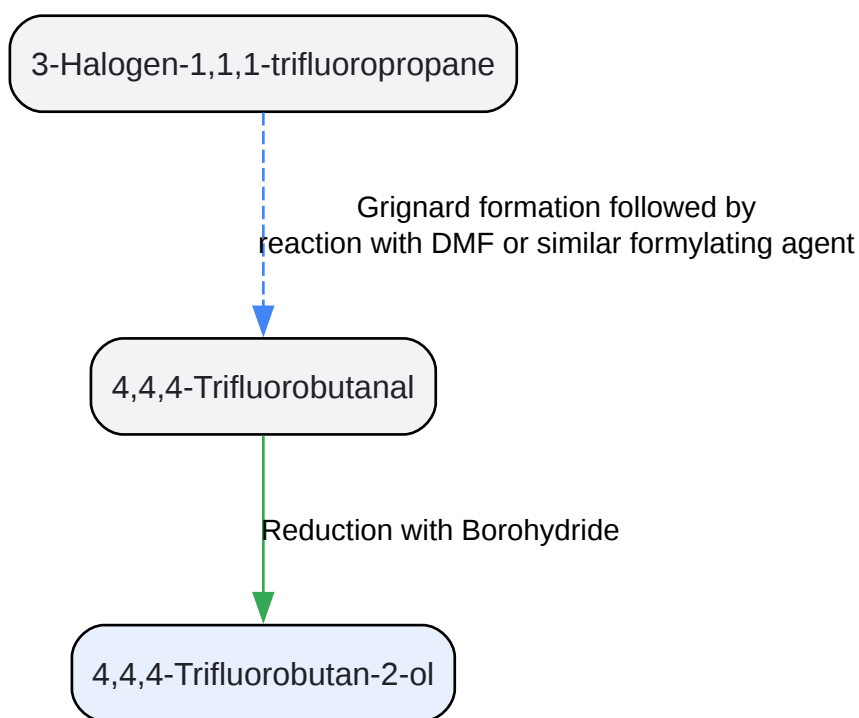 3-Halogen-1,1,1-trifluoropropane
Grignard formation followed by
reaction with DMF or similar formylating agent
4,4,4-Trifluorobutanal
Reduction with Borohydride
4,4,4-Trifluorobutan-2-ol